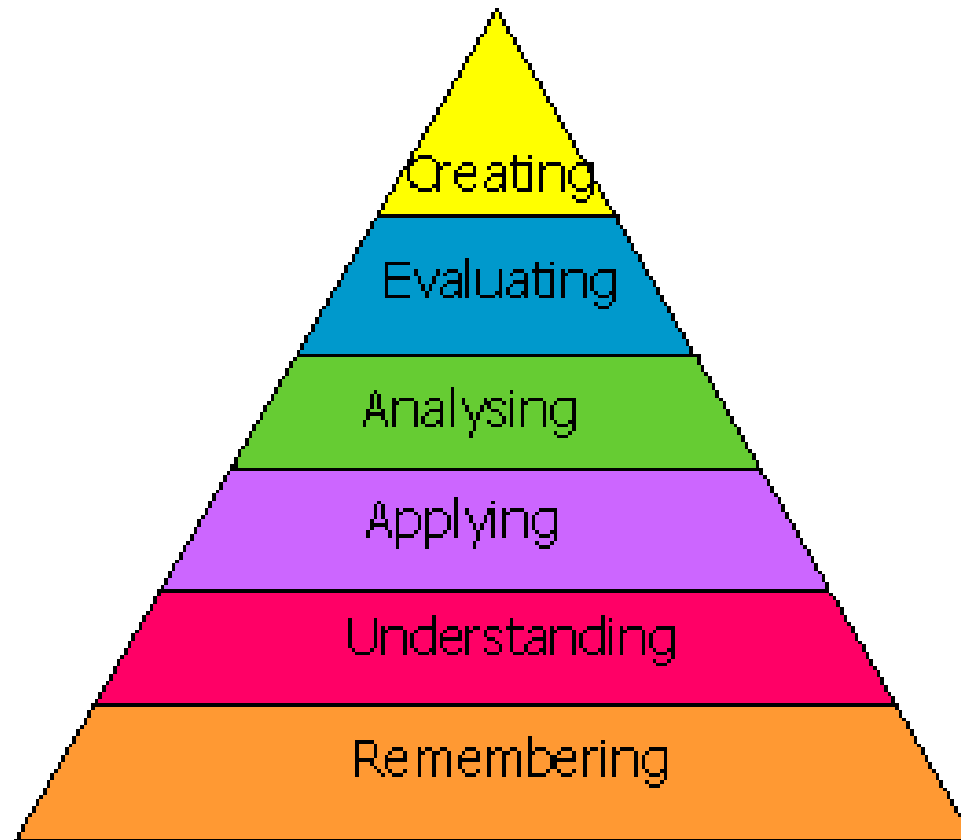 Creating
Evaluating
Analysing
Applying
Understanding
Remembering